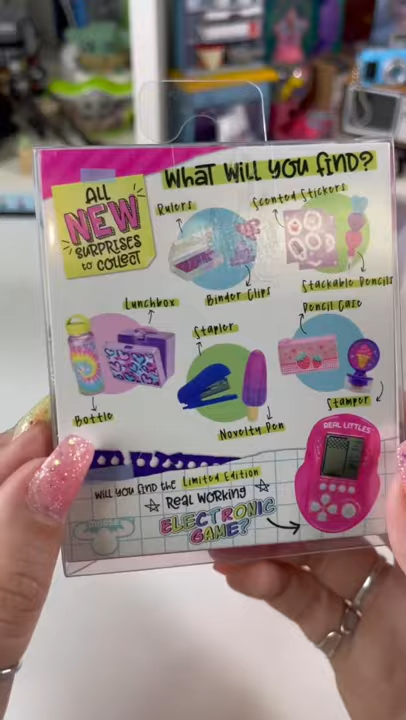 What Will You find?
ALL
NEW
SURPRISES
to COLLECT
Rulers
Scented Stickers
Binder Clips
Stackable Pencils
Lunchbox
Pencil Case
Stapler
Bottle
Novelty Pen
Stamper
REAL LITTLES
Will you find the Limited Edition
Real Working
ELECTRONIC
GAME?